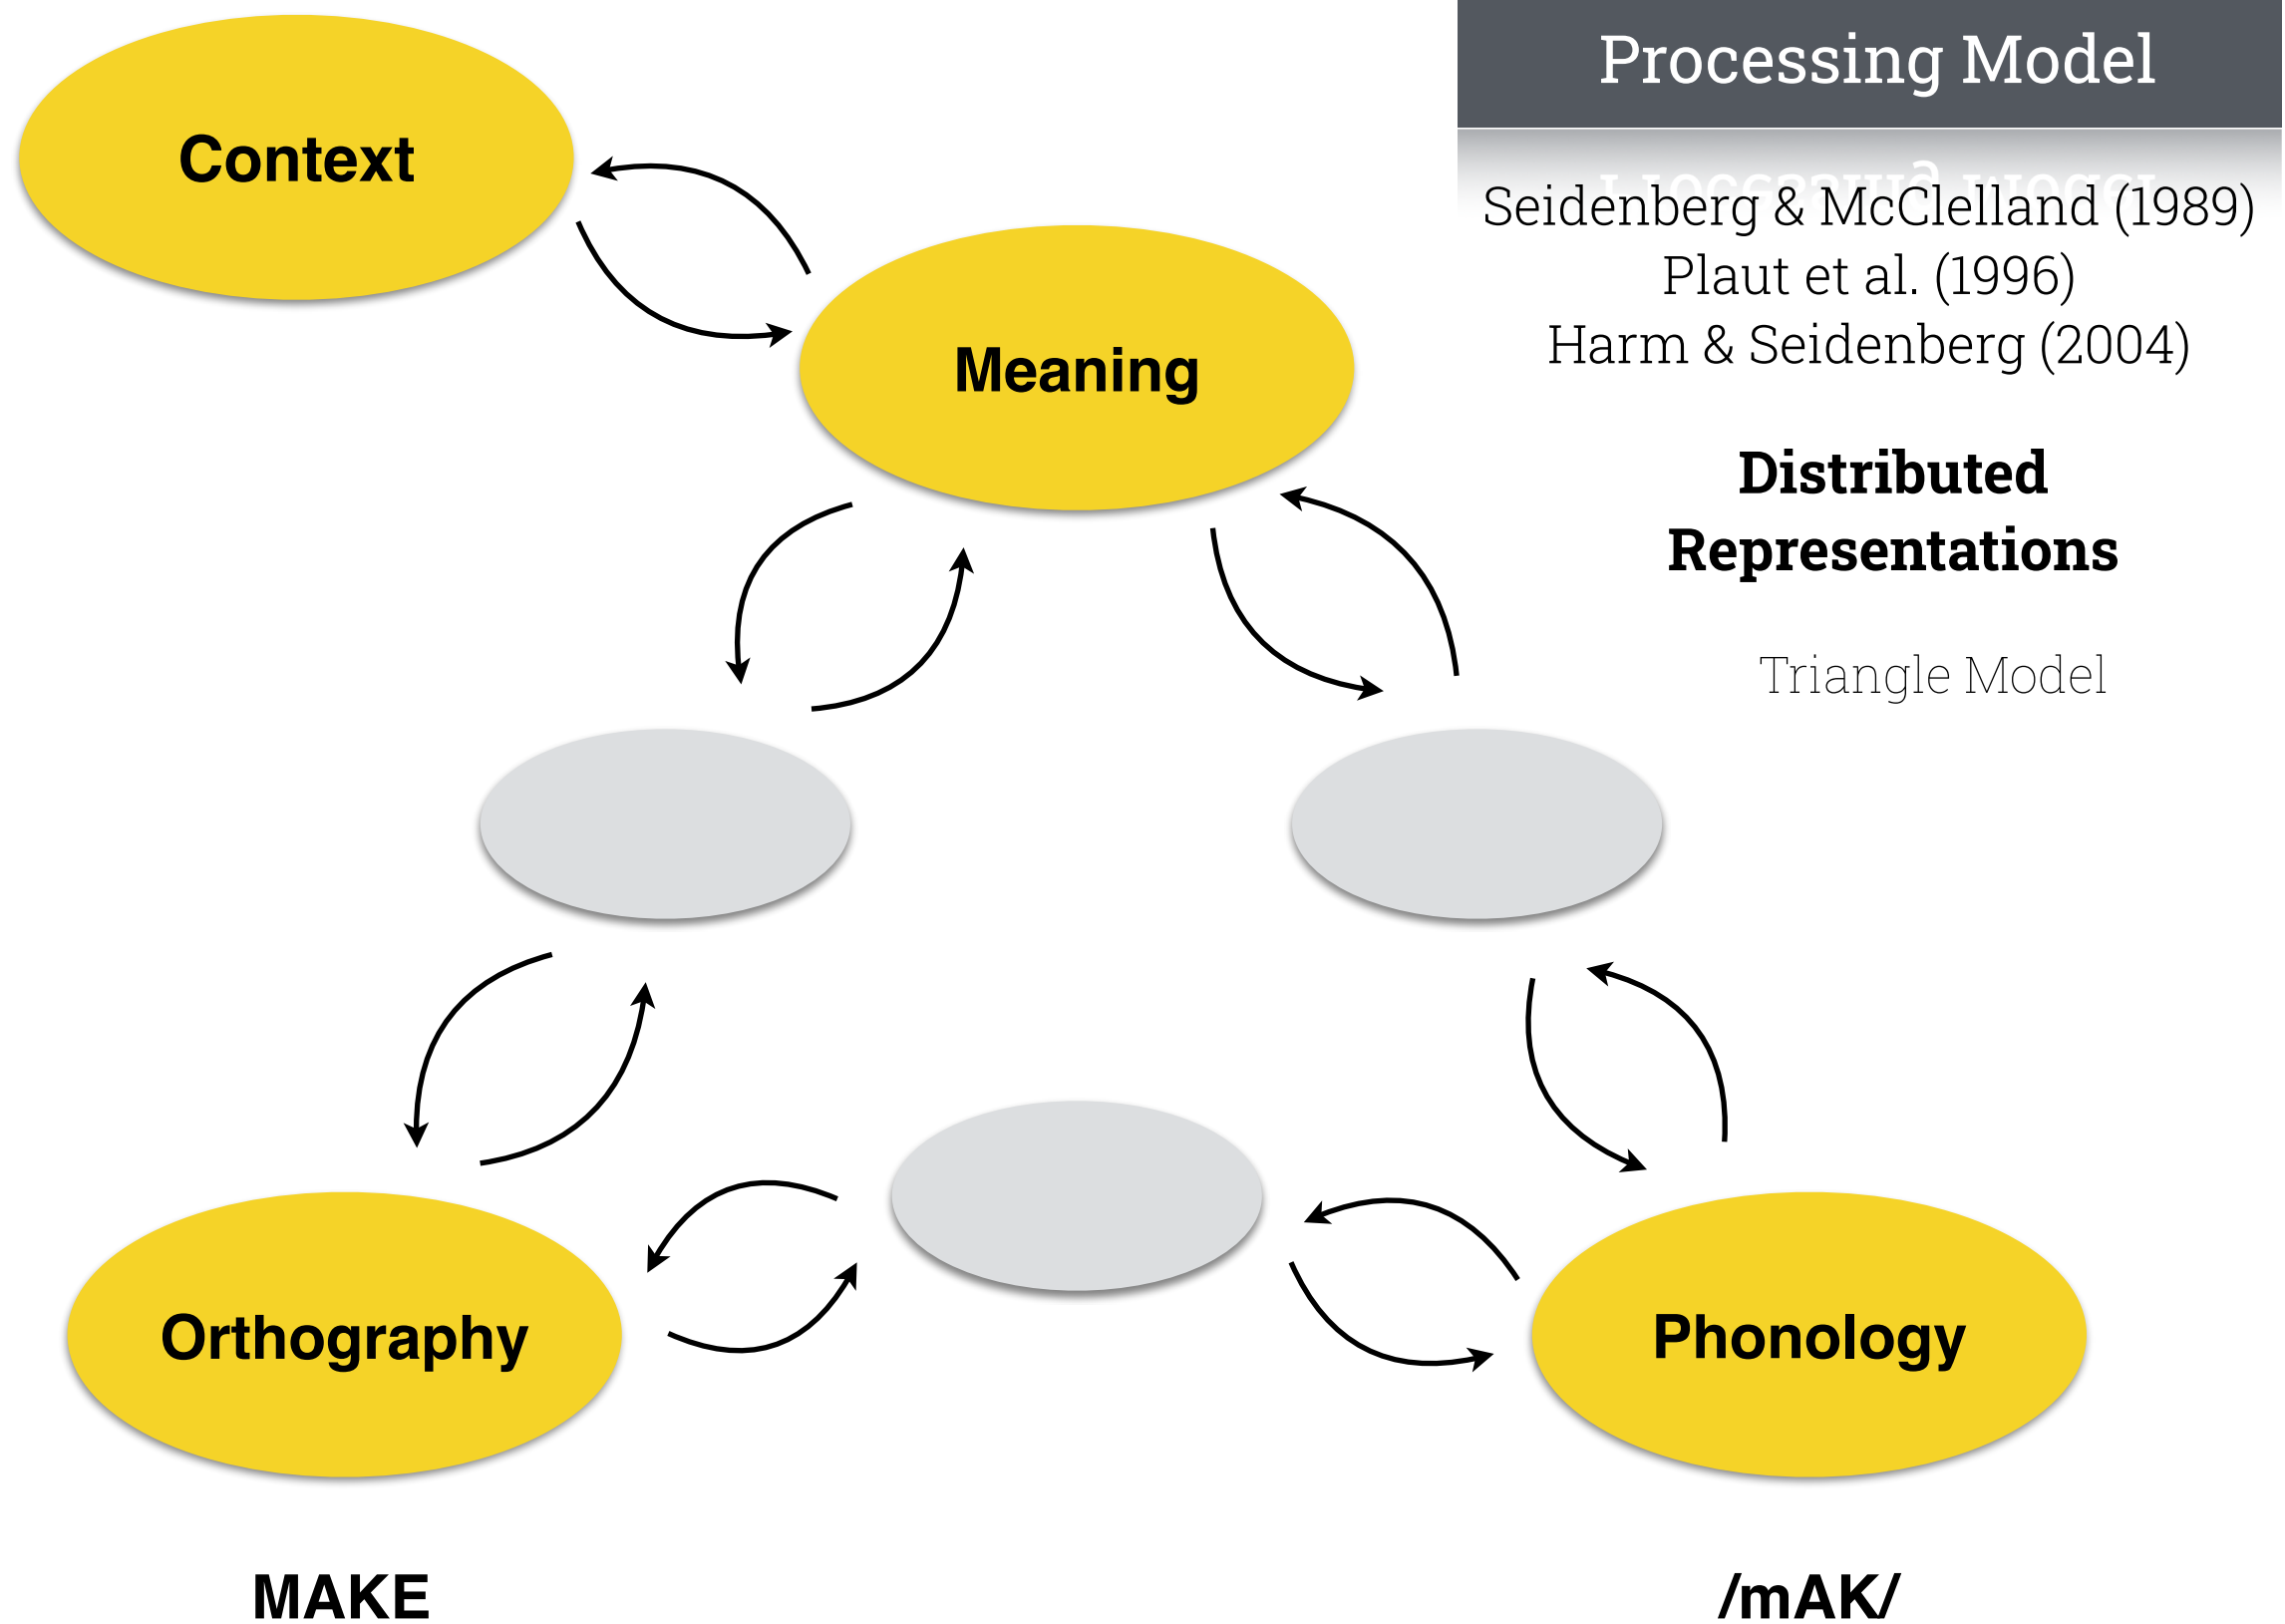 Processing Model
Seidenberg & McClelland (1989)
Plaut et al. (1996)
Harm & Seidenberg (2004)
Distributed
Representations
Triangle Model
Context
Meaning
Orthography
Phonology
MAKE
/mAK/